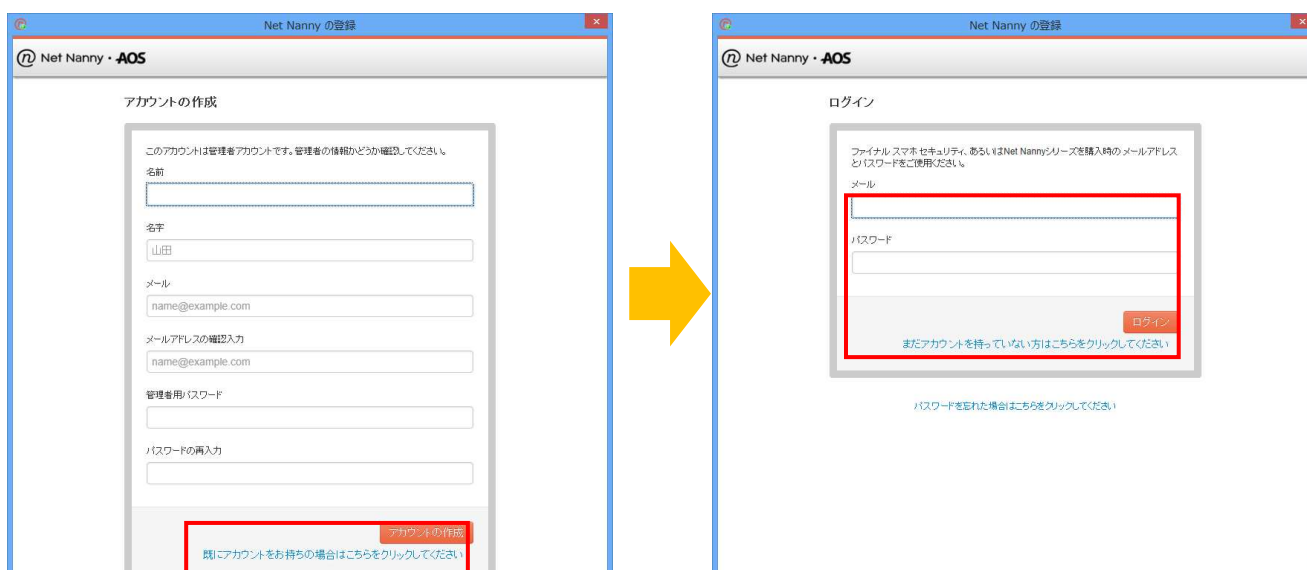 Net Nanny の登録
Net Nanny・AOS
アカウントの作成
このアカウントは管理者アカウントです。管理者の情報かどうか確認してください。
名前
名字
山田
メール
name@example.com
メールアドレスの確認入力
name@example.com
管理者用パスワード
パスワードの再入力
アカウントの作成
既にアカウントをお持ちの場合はこちらをクリックしてください
Net Nanny の登録
Net Nanny・AOS
ログイン
ファイナル スマホ セキュリティ、あるいはNet Nannyシリーズを購入時の メールアドレス
とパスワードをご使用ください。
メール
パスワード
ログイン
まだアカウントを持っていない方はこちらをクリックしてください
パスワードを忘れた場合はこちらをクリックしてください